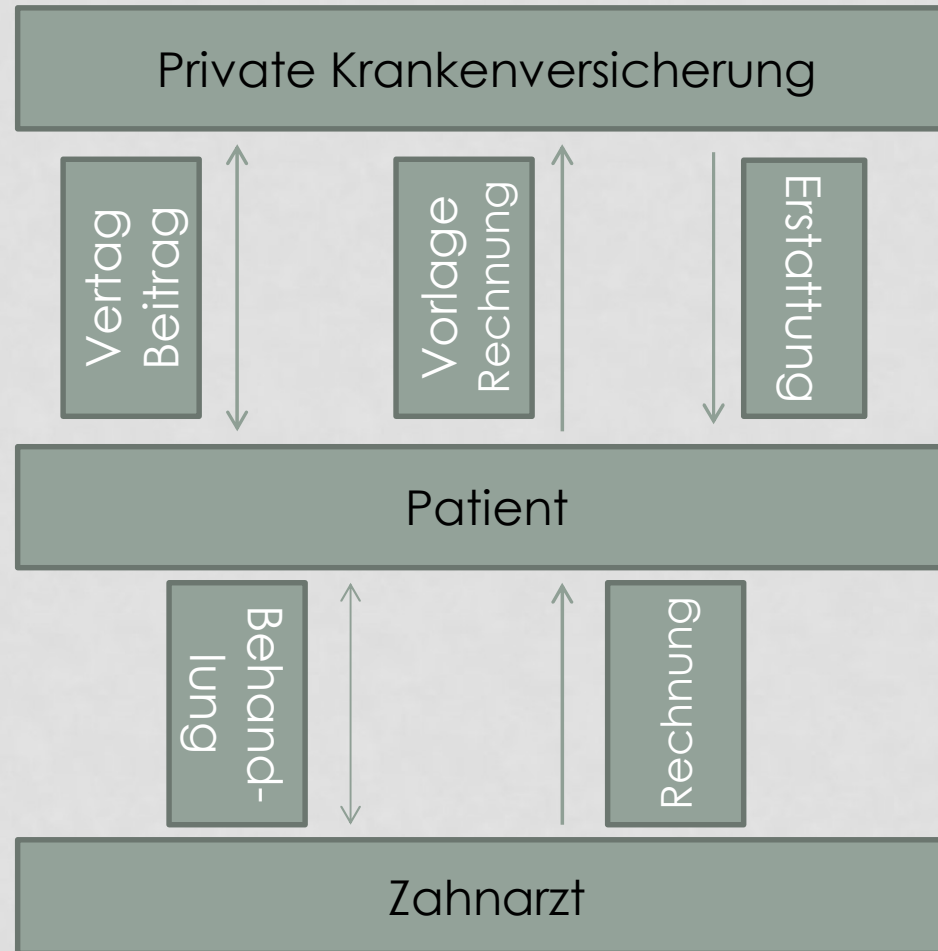 Private Krankenversicherung
Vertag
Beitrag
Vorlage
Rechnung
Erstattung
Patient
Behand-
lung
Rechnung
Zahnarzt